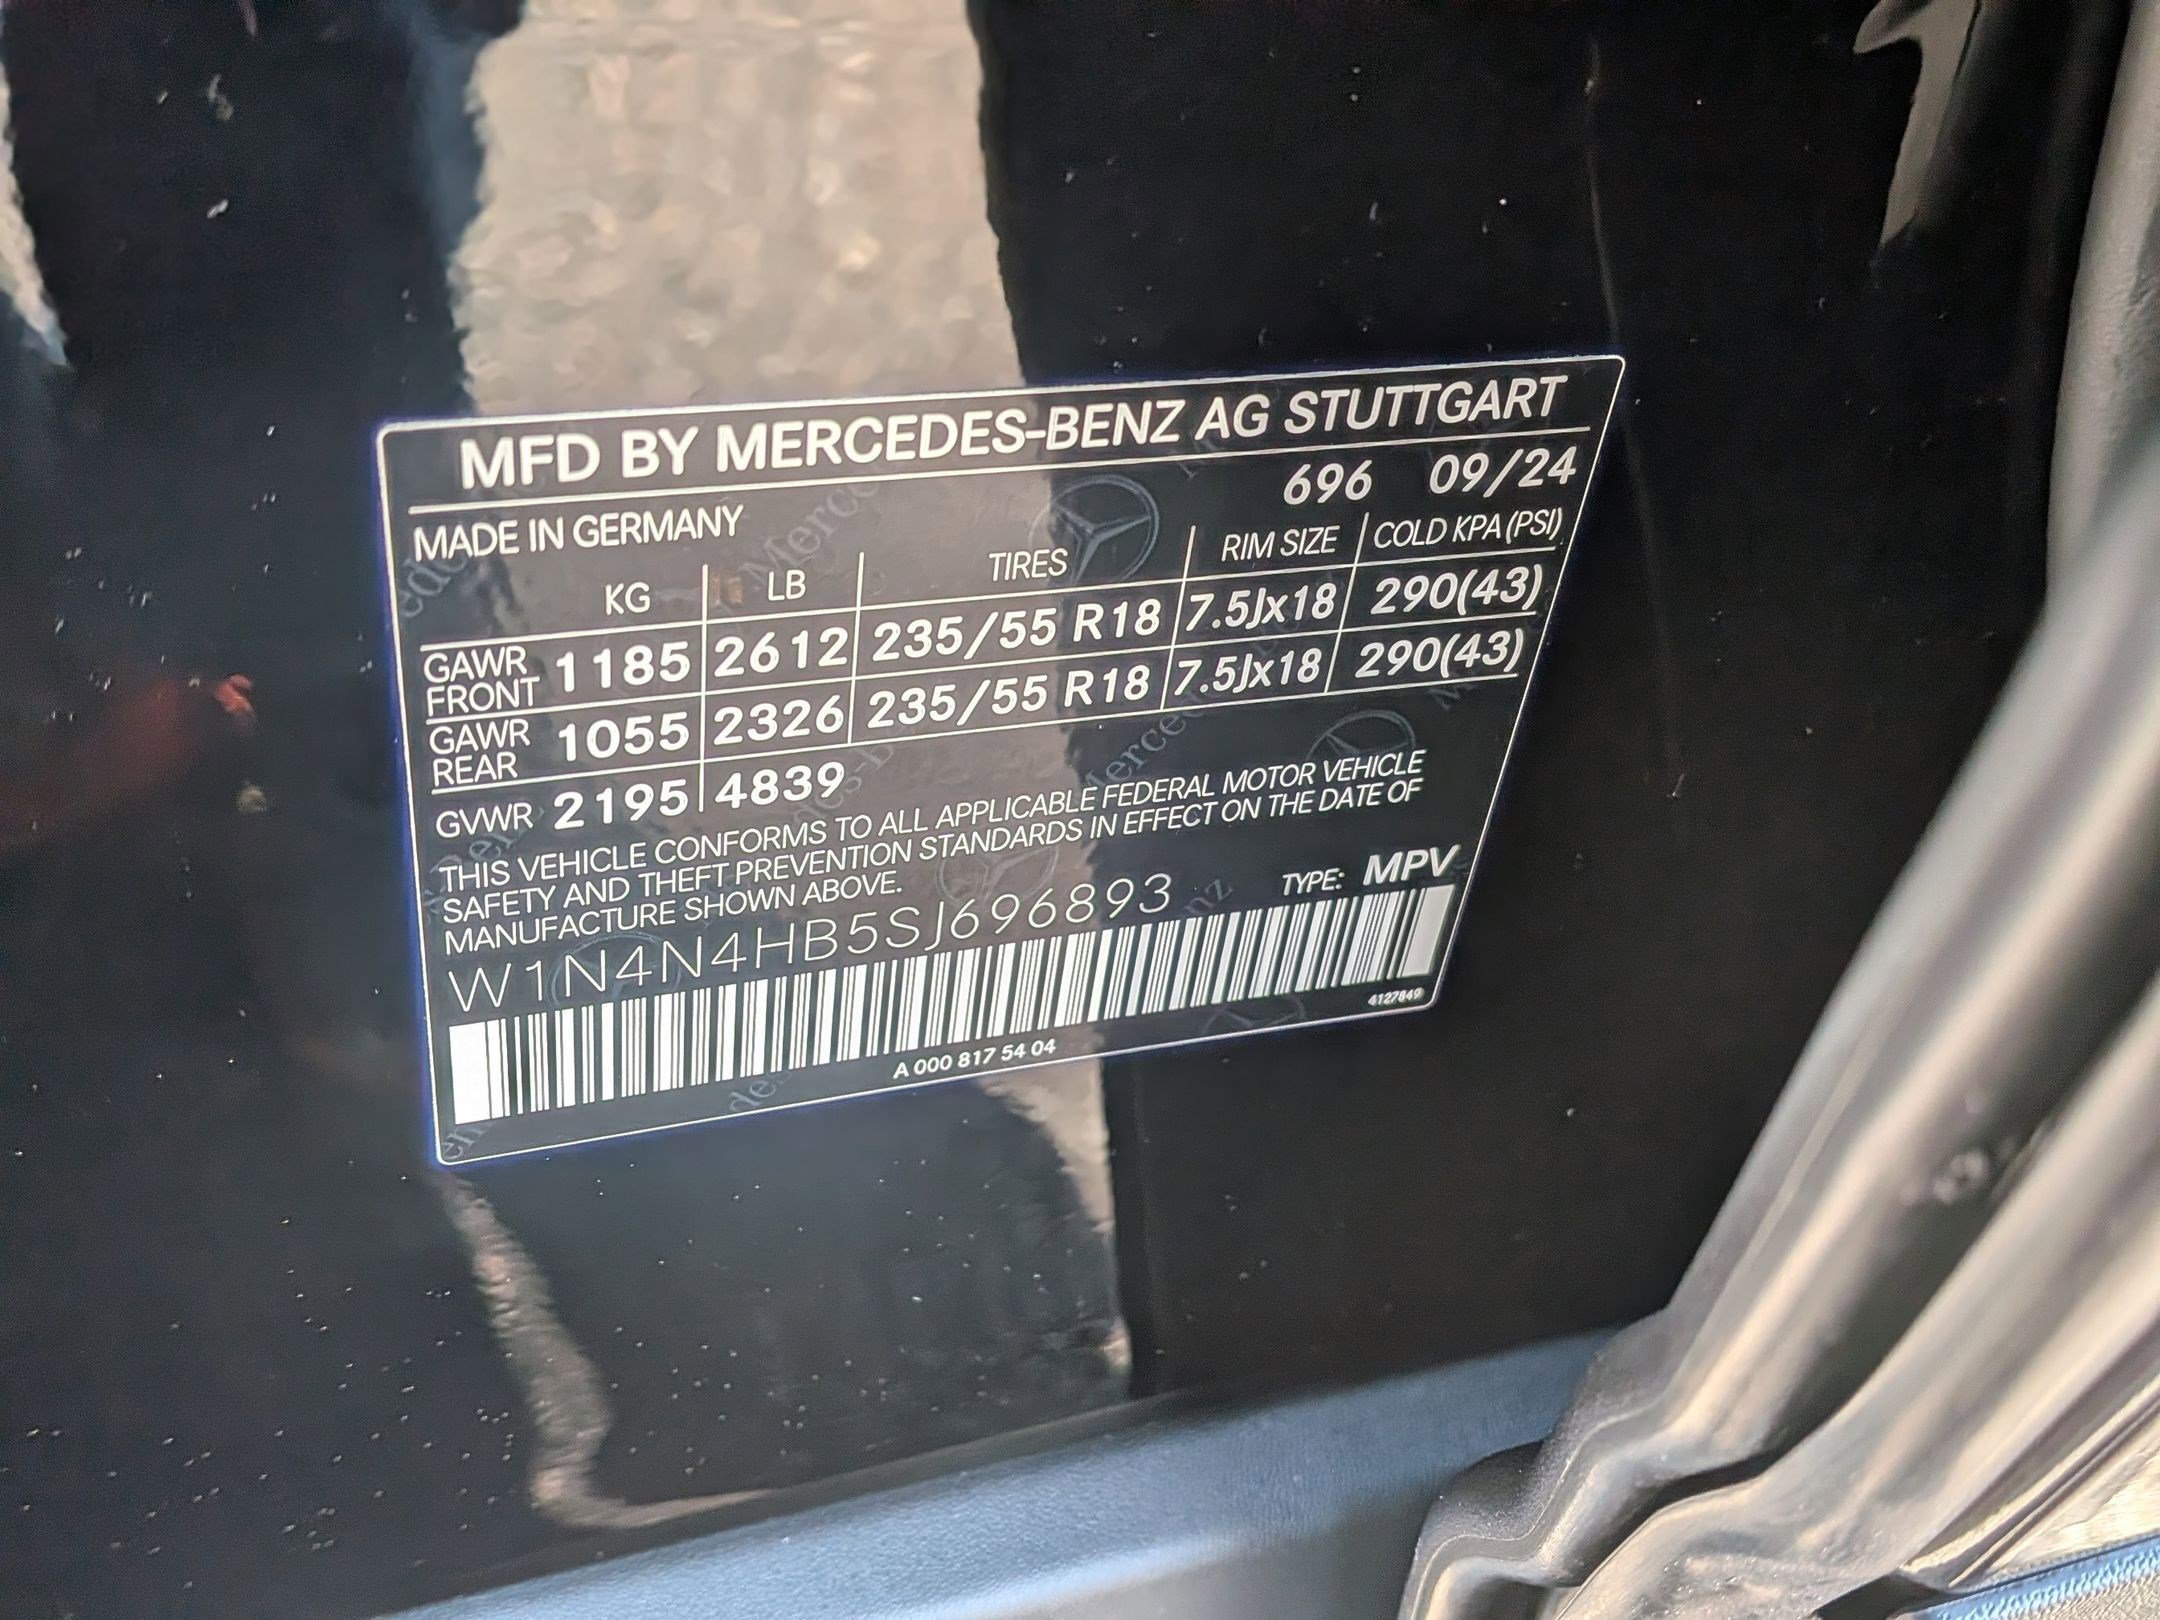 MFD BY MERCEDES-BENZ AG STUTTGART
696 09/24
MADE IN GERMANY
KG LB TIRES RIM SIZE COLD KPA (PSI)
GAWR FRONT 1185 2612 235/55 R18 7.5Jx18 290(43)
GAWR REAR 1055 2326 235/55 R18 7.5Jx18 290(43)
GVWR 2195 4839
THIS VEHICLE CONFORMS TO ALL APPLICABLE FEDERAL MOTOR VEHICLE
SAFETY AND THEFT PREVENTION STANDARDS IN EFFECT ON THE DATE OF
MANUFACTURE SHOWN ABOVE.
TYPE: MPV
W1N4N4HB5SJ696893
4127849
A 000 817 54 04